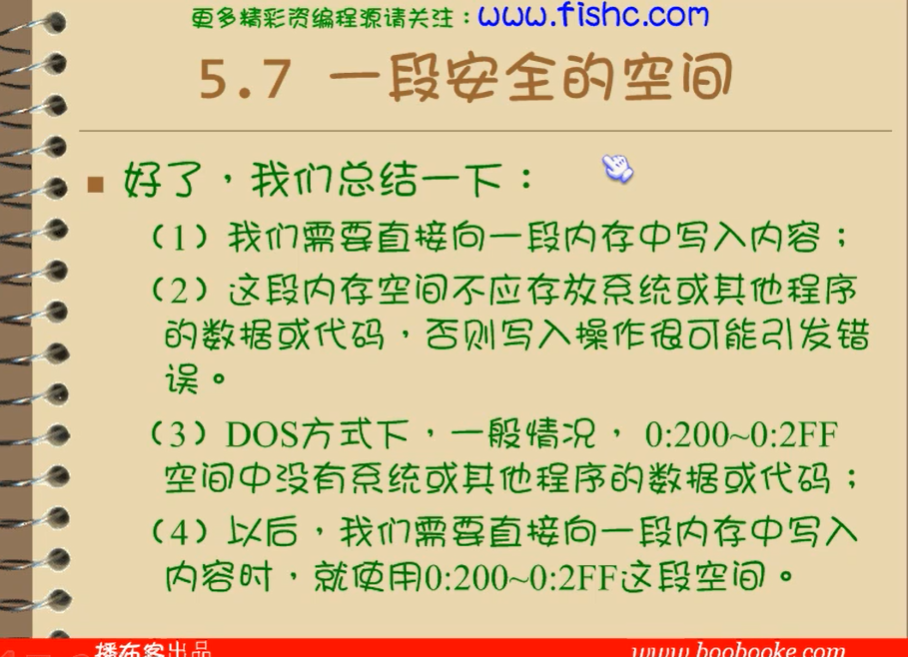 更多精彩资编程源请关注：www.fishc.com
5.7 一段安全的空间
好了，我们总结一下：
（1）我们需要直接向一段内存中写入内容；
（2）这段内存空间不应存放系统或其他程序
的数据或代码，否则写入操作很可能引发错
误。
（3）DOS方式下，一般情况， 0:200~0:2FF
空间中没有系统或其他程序的数据或代码；
（4）以后，我们需要直接向一段内存中写入
内容时，就使用0:200~0:2FF这段空间。
播布客出品
www.boobooke.com